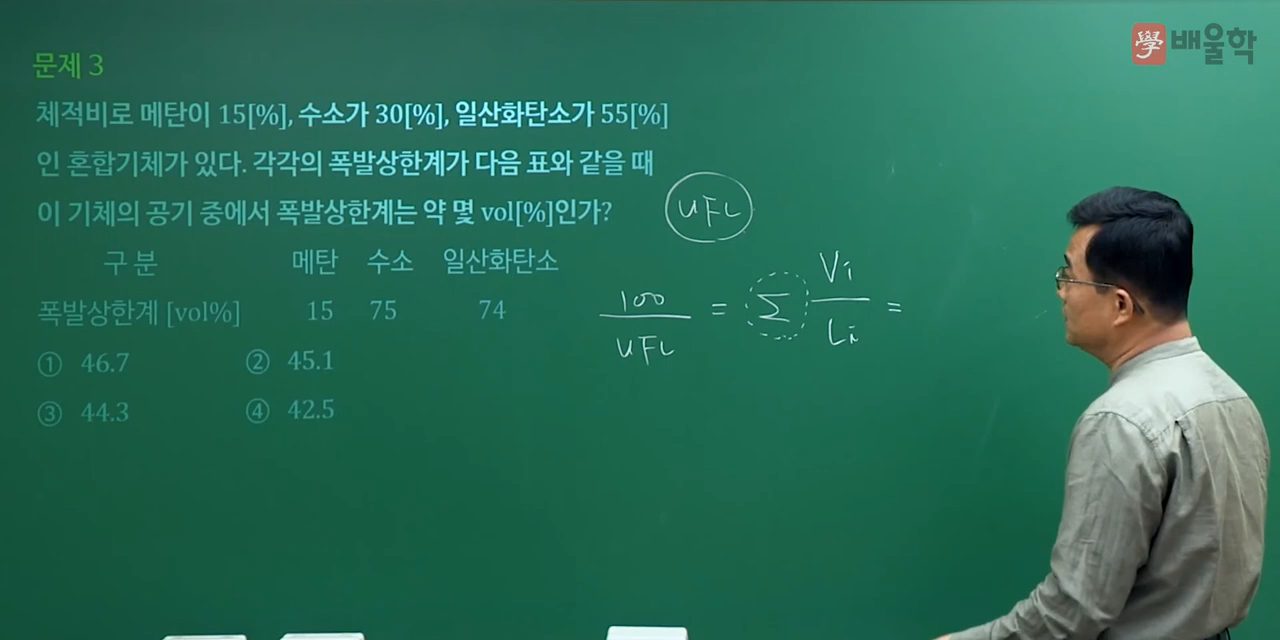 學 배울학
문제 3
체적비로 메탄이 15[%], 수소가 30[%], 일산화탄소가 55[%]
인 혼합기체가 있다. 각각의 폭발상한계가 다음 표와 같을 때
이 기체의 공기 중에서 폭발상한계는 약 몇 vol[%]인가?
구 분 메탄 수소 일산화탄소
폭발상한계 [vol%] 15 75 74
① 46.7 ② 45.1
③ 44.3 ④ 42.5
UFL
100/UFL = Σ Vi/Li =